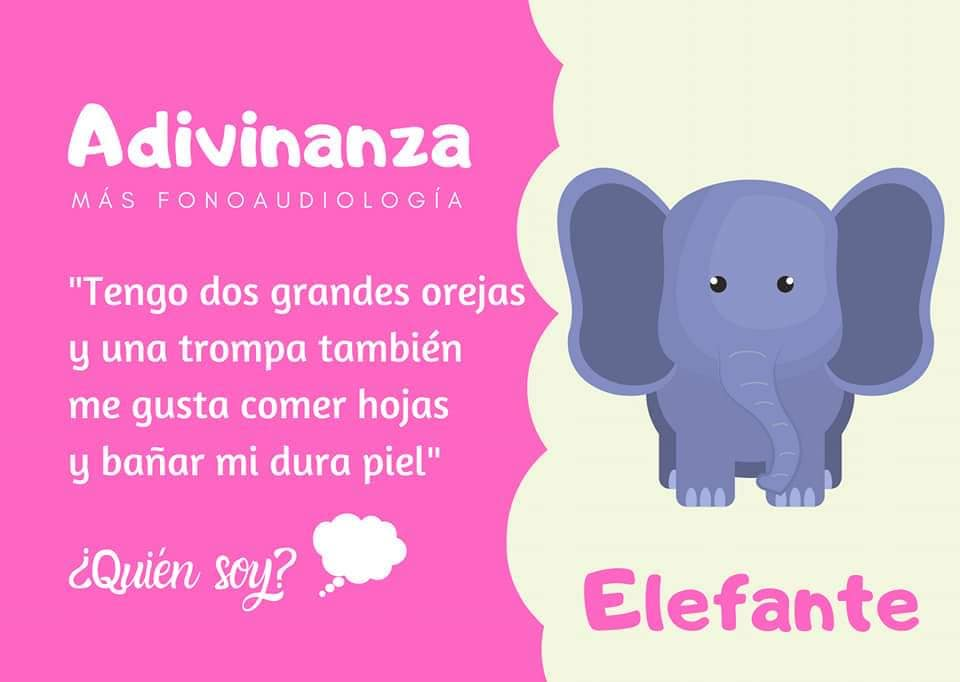 Adivinanza
MÁS FONOAUDIOLOGÍA
"Tengo dos grandes orejas
y una trompa también
me gusta comer hojas
y bañar mi dura piel"
¿Quién soy?
Elefante